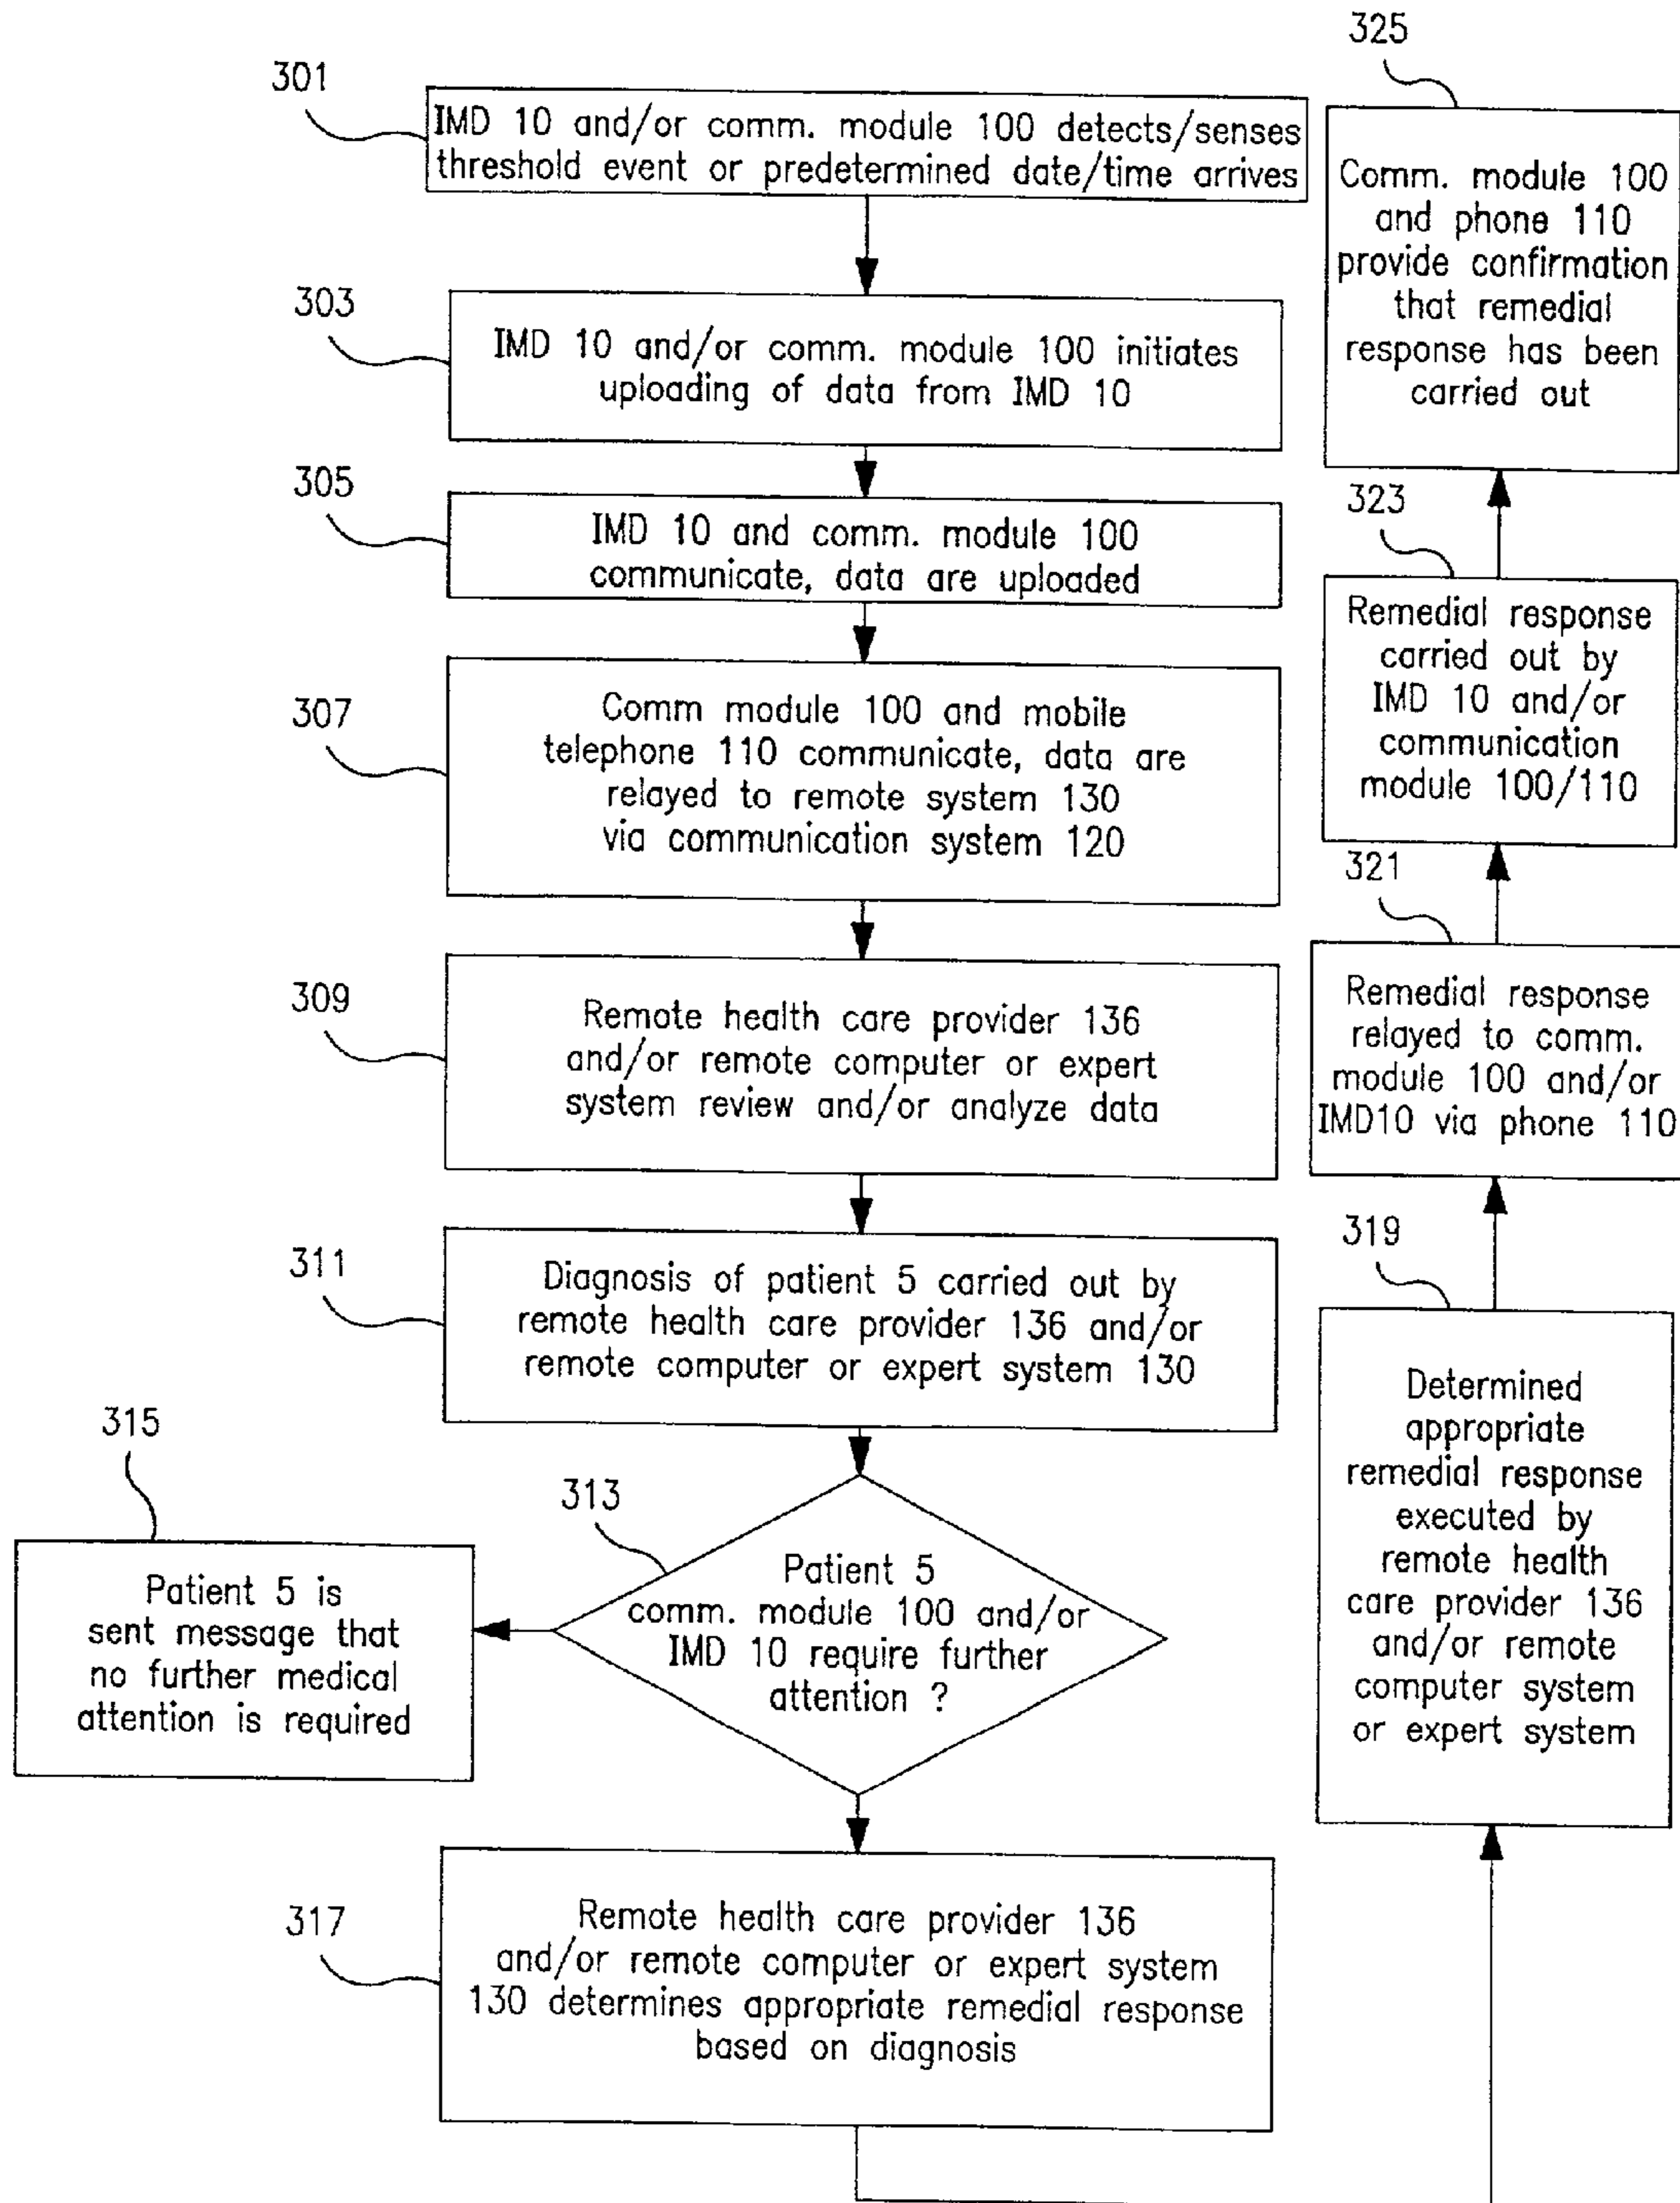 301
IMD 10 and/or comm. module 100 detects/senses
threshold event or predetermined date/time arrives
303
IMD 10 and/or comm. module 100 initiates
uploading of data from IMD 10
305
IMD 10 and comm. module 100
communicate, data are uploaded
307
Comm module 100 and mobile
telephone 110 communicate, data are
relayed to remote system 130
via communication system 120
309
Remote health care provider 136
and/or remote computer or expert
system review and/or analyze data
311
Diagnosis of patient 5 carried out by
remote health care provider 136 and/or
remote computer or expert system 130
313
Patient 5
comm. module 100 and/or
IMD 10 require further
attention ?
315
Patient 5 is
sent message that
no further medical
attention is required
317
Remote health care provider 136
and/or remote computer or expert system
130 determines appropriate remedial response
based on diagnosis
319
Determined
appropriate
remedial response
executed by
remote health
care provider 136
and/or remote
computer system
or expert system
321
Remedial response
relayed to comm.
module 100 and/or
IMD10 via phone 110
323
Remedial response
carried out by
IMD 10 and/or
communication
module 100/110
325
Comm. module 100
and phone 110
provide confirmation
that remedial
response has been
carried out